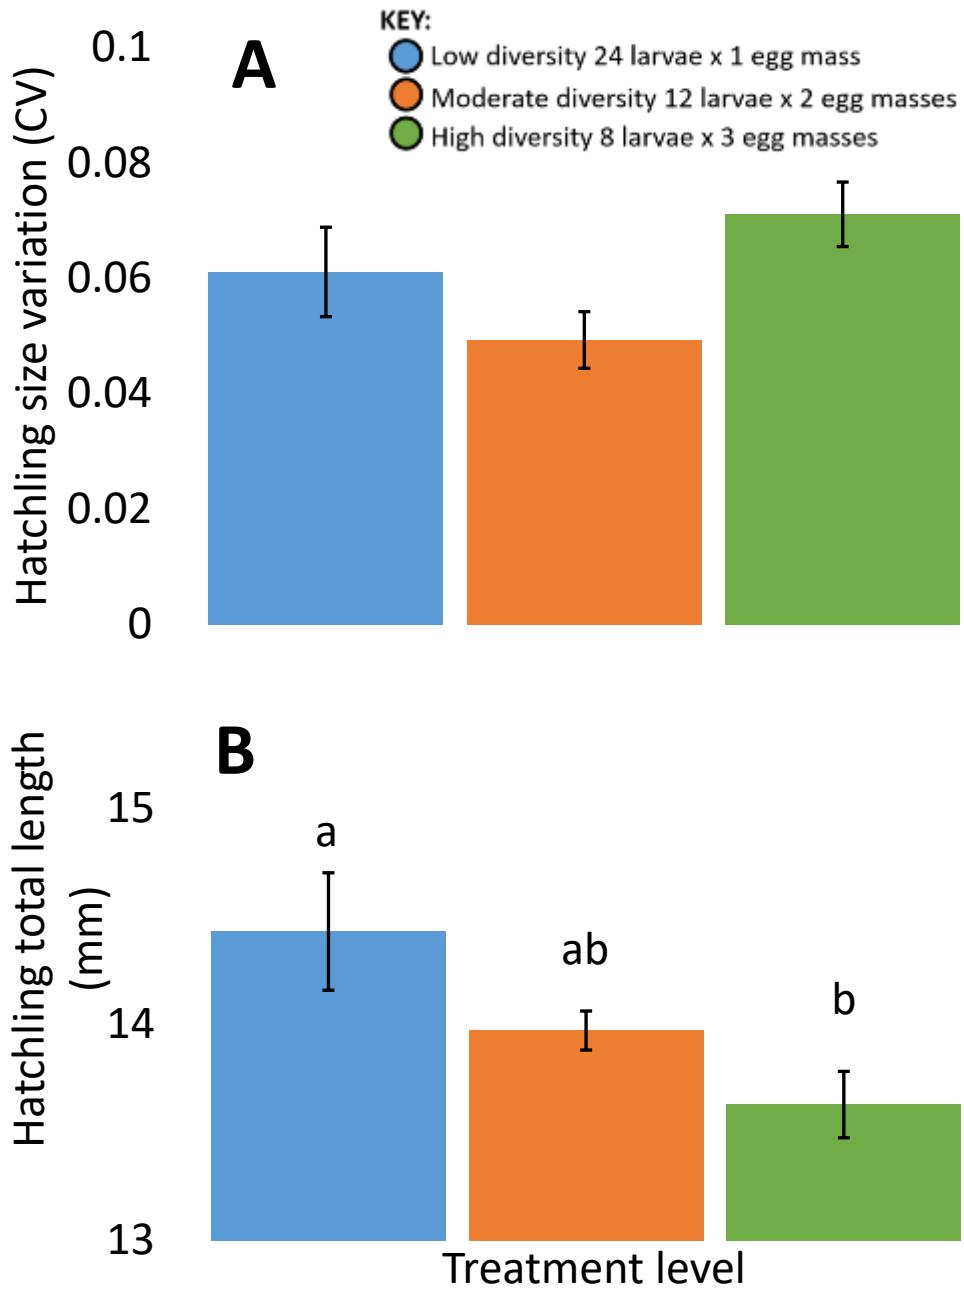 KEY:
Low diversity 24 larvae x 1 egg mass
Moderate diversity 12 larvae x 2 egg masses
High diversity 8 larvae x 3 egg masses
A
Hatchling size variation (CV)
0.1
0.08
0.06
0.04
0.02
0
B
Hatchling total length
(mm)
15
14
13
a
ab
b
Treatment level